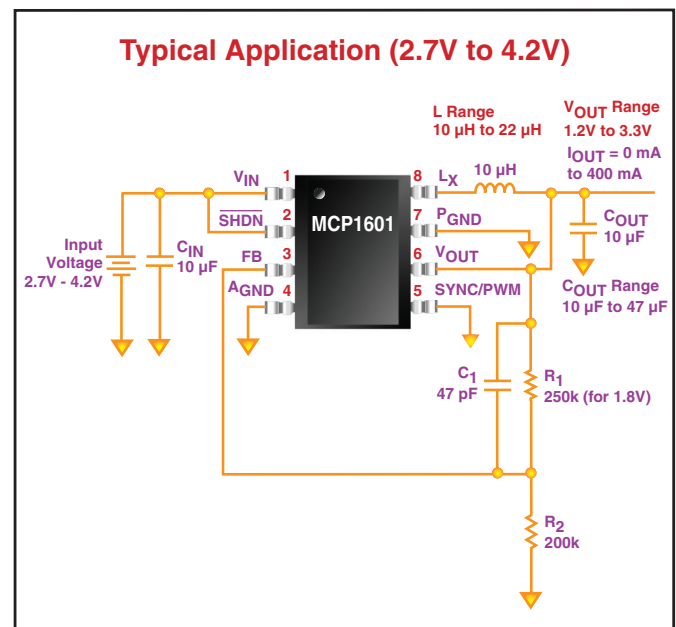 Typical Application (2.7V to 4.2V)
L Range
10 µH to 22 µH
VOUT Range
1.2V to 3.3V
IOUT = 0 mA
to 400 mA
VIN
1
8
LX
10 µH
SHDN
2
MCP1601
7
PGND
COUT
10 µF
Input
Voltage
2.7V - 4.2V
CIN
10 µF
FB
3
6
VOUT
AGND
4
5
SYNC/PWM
COUT Range
10 µF to 47 µF
C1
47 pF
R1
250k (for 1.8V)
R2
200k